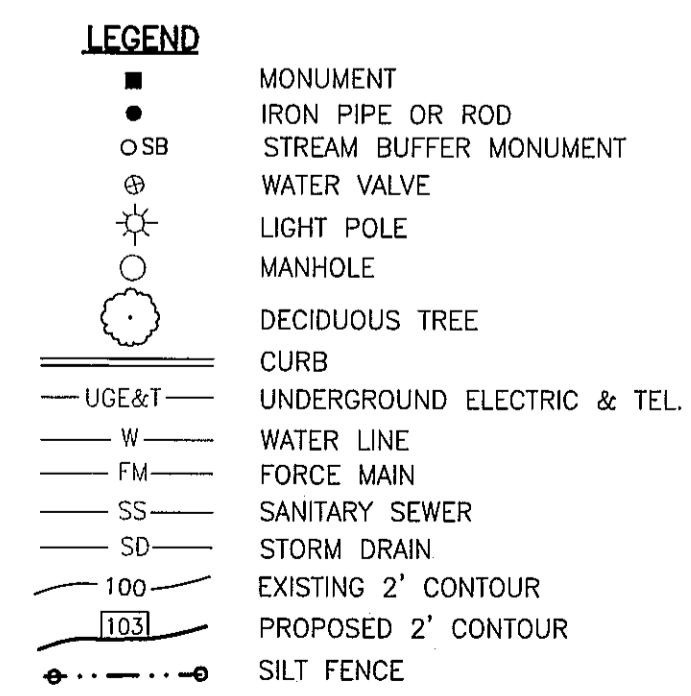 LEGEND
MONUMENT
IRON PIPE OR ROD
SB STREAM BUFFER MONUMENT
WATER VALVE
LIGHT POLE
MANHOLE
DECIDUOUS TREE
CURB
UGE&T UNDERGROUND ELECTRIC & TEL.
W WATER LINE
FM FORCE MAIN
SS SANITARY SEWER
SD STORM DRAIN
100 EXISTING 2' CONTOUR
103 PROPOSED 2' CONTOUR
SILT FENCE